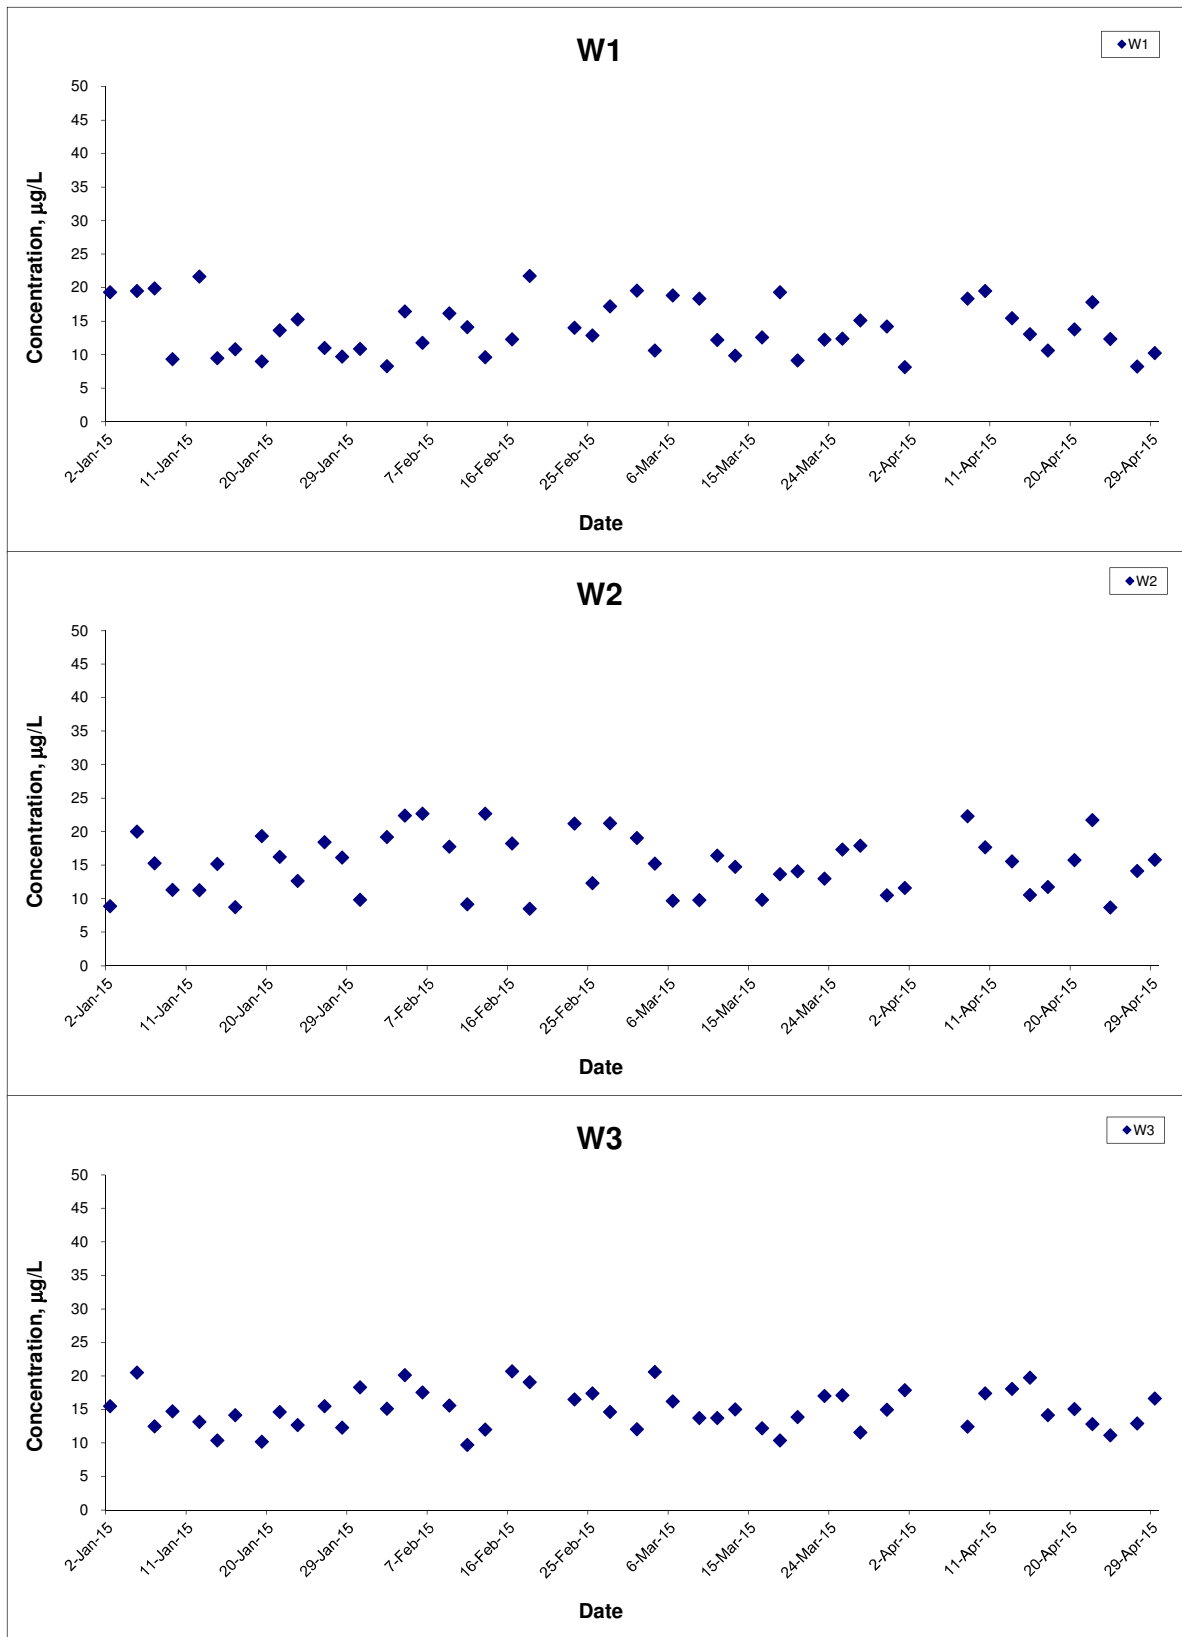 W1
W1
50
45
40
35
30
25
20
15
10
5
0
Concentration, µg/L
2-Jan-15
11-Jan-15
20-Jan-15
29-Jan-15
7-Feb-15
16-Feb-15
25-Feb-15
6-Mar-15
15-Mar-15
24-Mar-15
2-Apr-15
11-Apr-15
20-Apr-15
29-Apr-15
Date
W2
W2
50
45
40
35
30
25
20
15
10
5
0
Concentration, µg/L
2-Jan-15
11-Jan-15
20-Jan-15
29-Jan-15
7-Feb-15
16-Feb-15
25-Feb-15
6-Mar-15
15-Mar-15
24-Mar-15
2-Apr-15
11-Apr-15
20-Apr-15
29-Apr-15
Date
W3
W3
50
45
40
35
30
25
20
15
10
5
0
Concentration, µg/L
2-Jan-15
11-Jan-15
20-Jan-15
29-Jan-15
7-Feb-15
16-Feb-15
25-Feb-15
6-Mar-15
15-Mar-15
24-Mar-15
2-Apr-15
11-Apr-15
20-Apr-15
29-Apr-15
Date